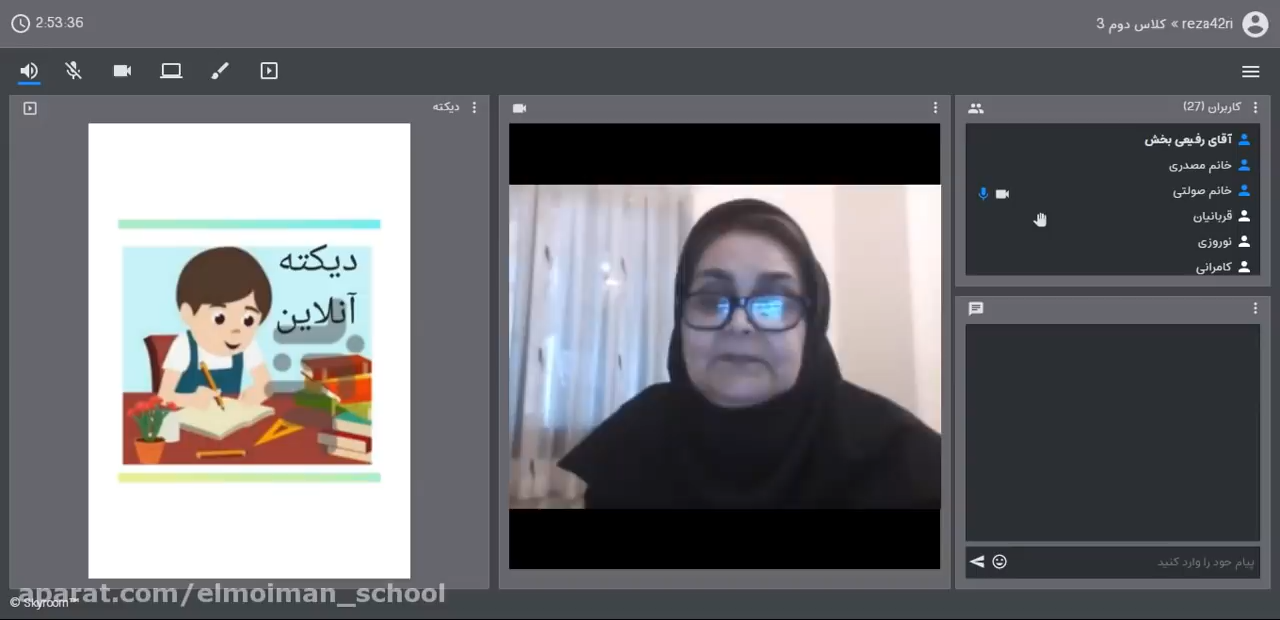 2:53:36
reza42ri » کلاس دوم 3
دیکته
کاربران (27)
دیکته
آنلاین
آقای رفیعی بخش
خانم مصدری
خانم صولتی
قربانیان
نوروزی
کامرانی
پیام خود را وارد کنید
aparat.com/elmoiman_school
© Skyroom™